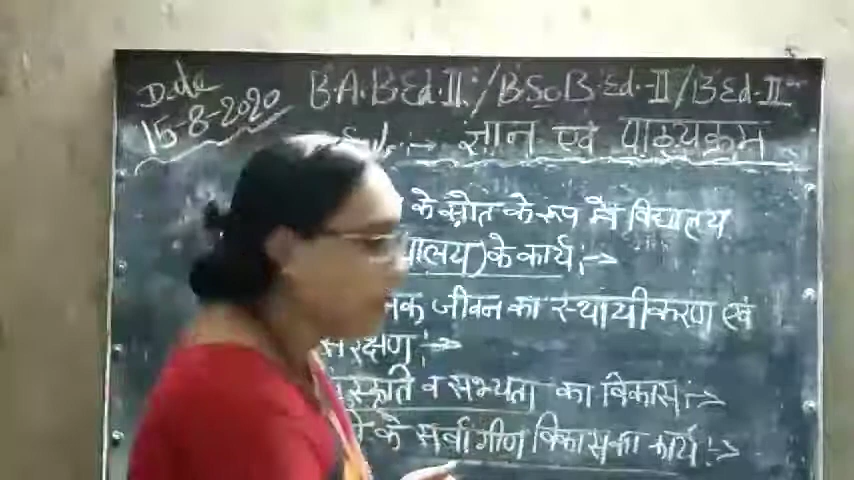 Date
15-8-2020
B.A.B.Ed.II/BScB.Ed.-II/B.Ed.II
:→ ज्ञान एवं पाठ्यक्रम
के स्रोत के रूप में विद्यालय
यालय) के कार्य :→
जीवन का स्थायीकरण एवं
संरक्षण :→
व सभ्यता का विकास :→
के सर्वागीण विकास का कार्य :→